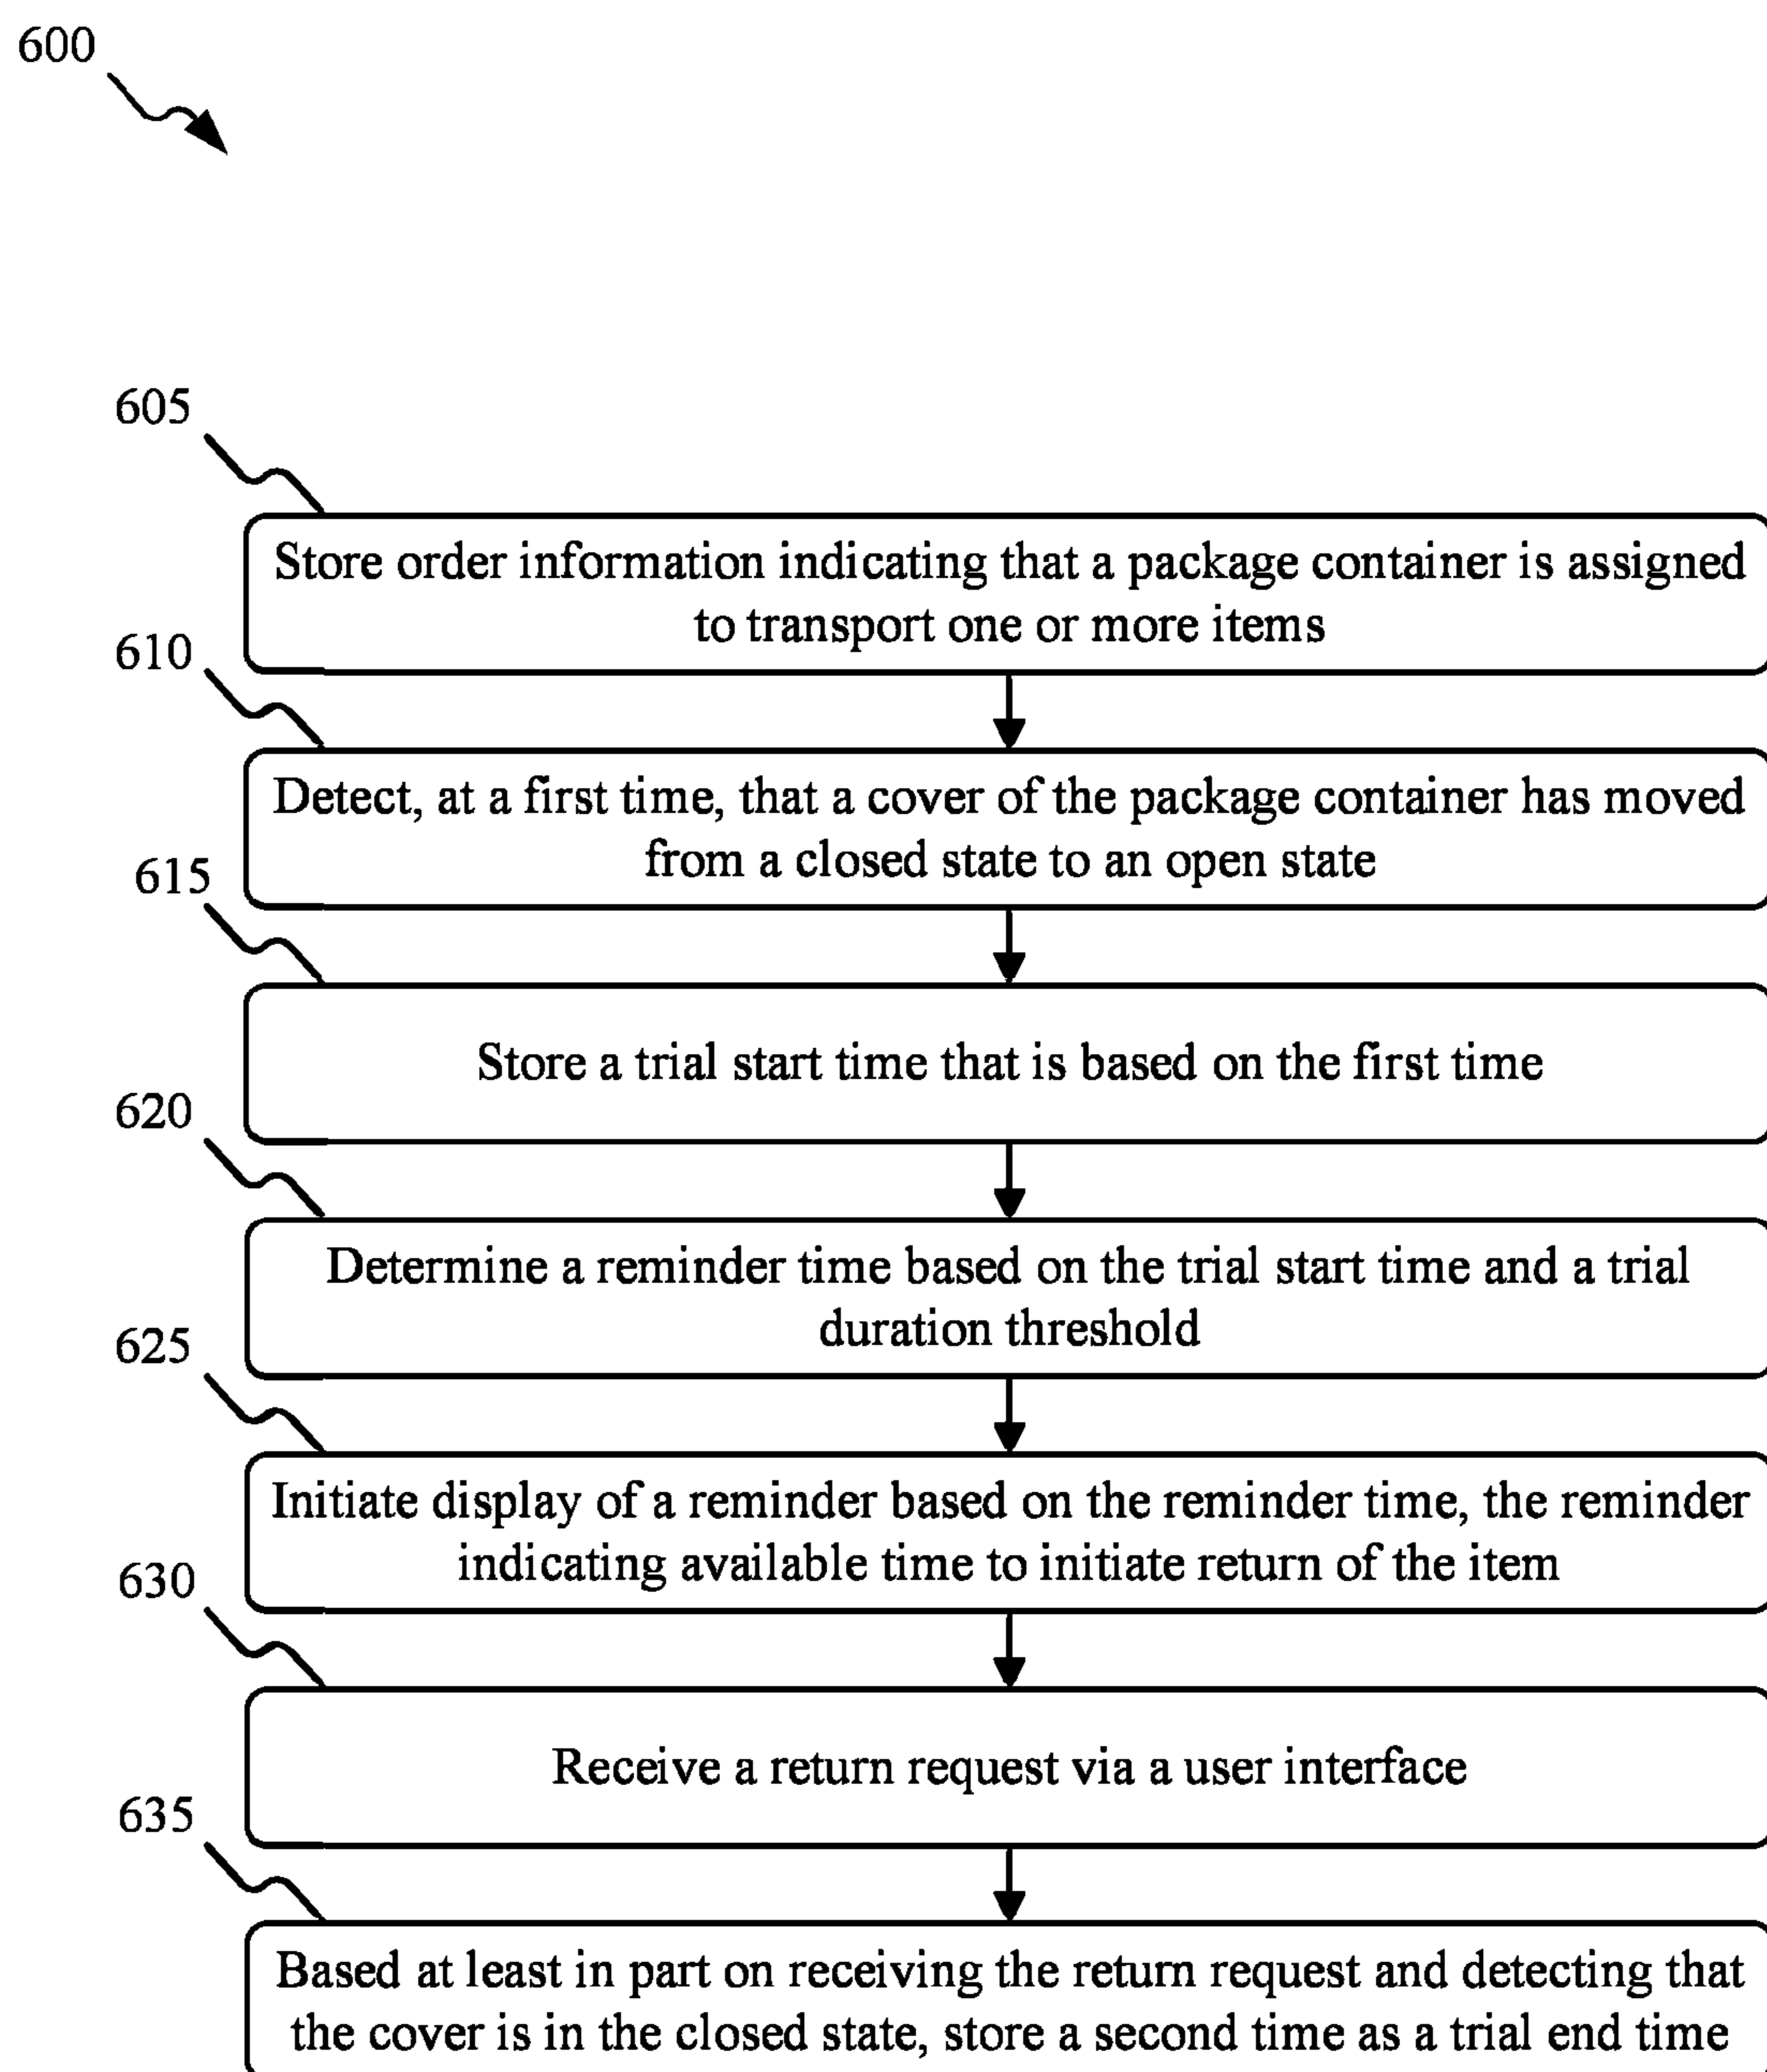 600
605
Store order information indicating that a package container is assigned
to transport one or more items
610
Detect, at a first time, that a cover of the package container has moved
from a closed state to an open state
615
Store a trial start time that is based on the first time
620
Determine a reminder time based on the trial start time and a trial
duration threshold
625
Initiate display of a reminder based on the reminder time, the reminder
indicating available time to initiate return of the item
630
Receive a return request via a user interface
635
Based at least in part on receiving the return request and detecting that
the cover is in the closed state, store a second time as a trial end time